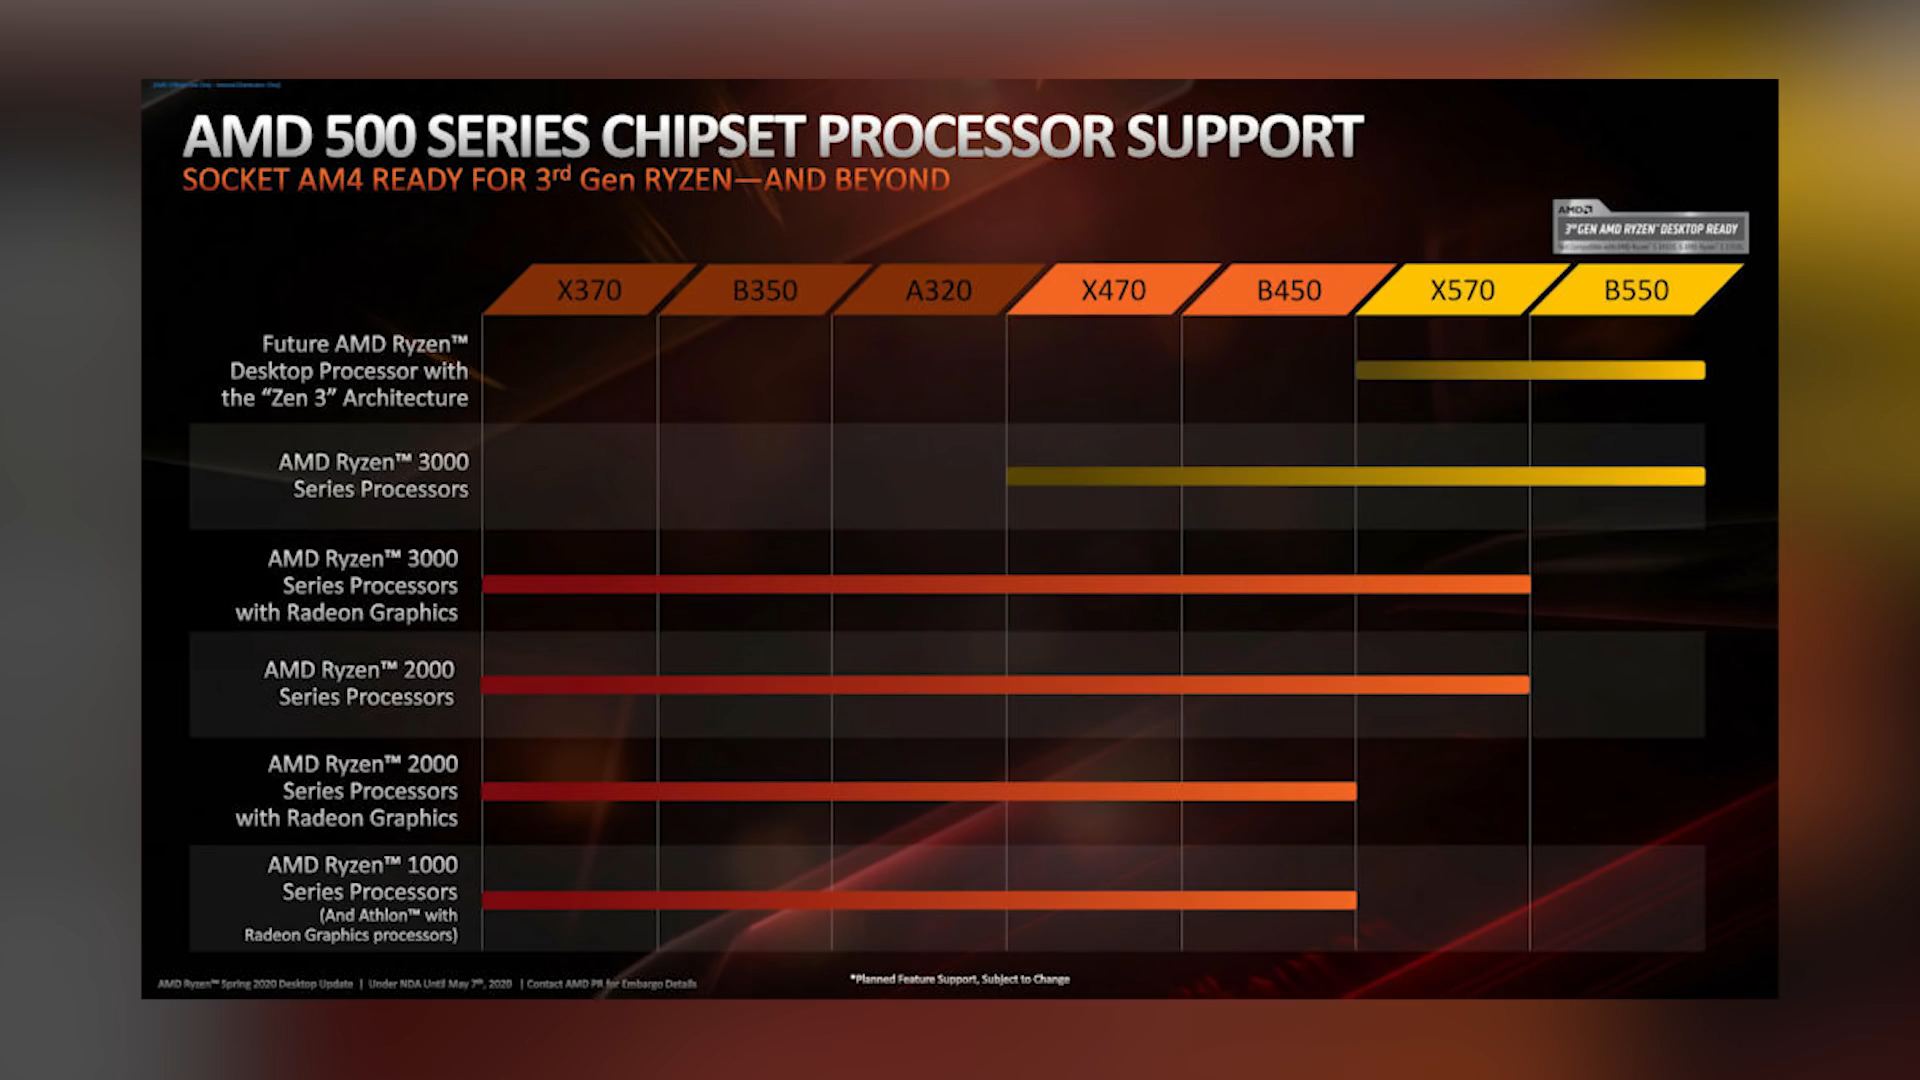 AMD 500 SERIES CHIPSET PROCESSOR SUPPORT
SOCKET AM4 READY FOR 3rd Gen RYZEN—AND BEYOND
AMD
3rd GEN AMD RYZEN™ DESKTOP READY
X370 B350 A320 X470 B450 X570 B550
Future AMD Ryzen™
Desktop Processor with
the “Zen 3” Architecture
AMD Ryzen™ 3000
Series Processors
AMD Ryzen™ 3000
Series Processors
with Radeon Graphics
AMD Ryzen™ 2000
Series Processors
AMD Ryzen™ 2000
Series Processors
with Radeon Graphics
AMD Ryzen™ 1000
Series Processors
(And Athlon™ with
Radeon Graphics processors)
AMD Ryzen™ Spring 2020 Desktop Update | Under NDA Until May 7th, 2020 | Contact AMD PR for Embargo Details
*Planned Feature Support, Subject to Change